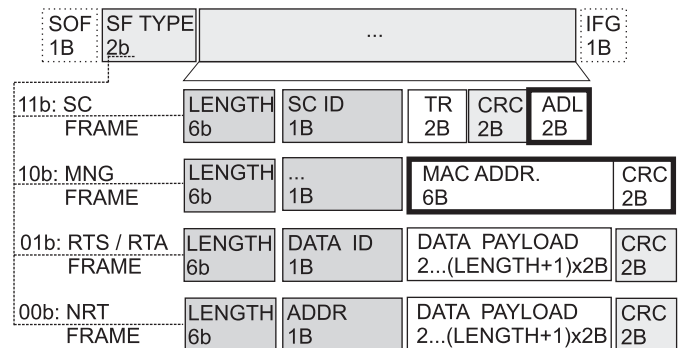 SOF SF TYPE ... IFG
1B 2b 1B
11b: SC LENGTH SC ID TR CRC ADL
FRAME 6b 1B 2B 2B 2B
10b: MNG LENGTH ... MAC ADDR. CRC
FRAME 6b 1B 6B 2B
01b: RTS / RTA LENGTH DATA ID DATA PAYLOAD CRC
FRAME 6b 1B 2...(LENGTH+1)x2B 2B
00b: NRT LENGTH ADDR DATA PAYLOAD CRC
FRAME 6b 1B 2...(LENGTH+1)x2B 2B